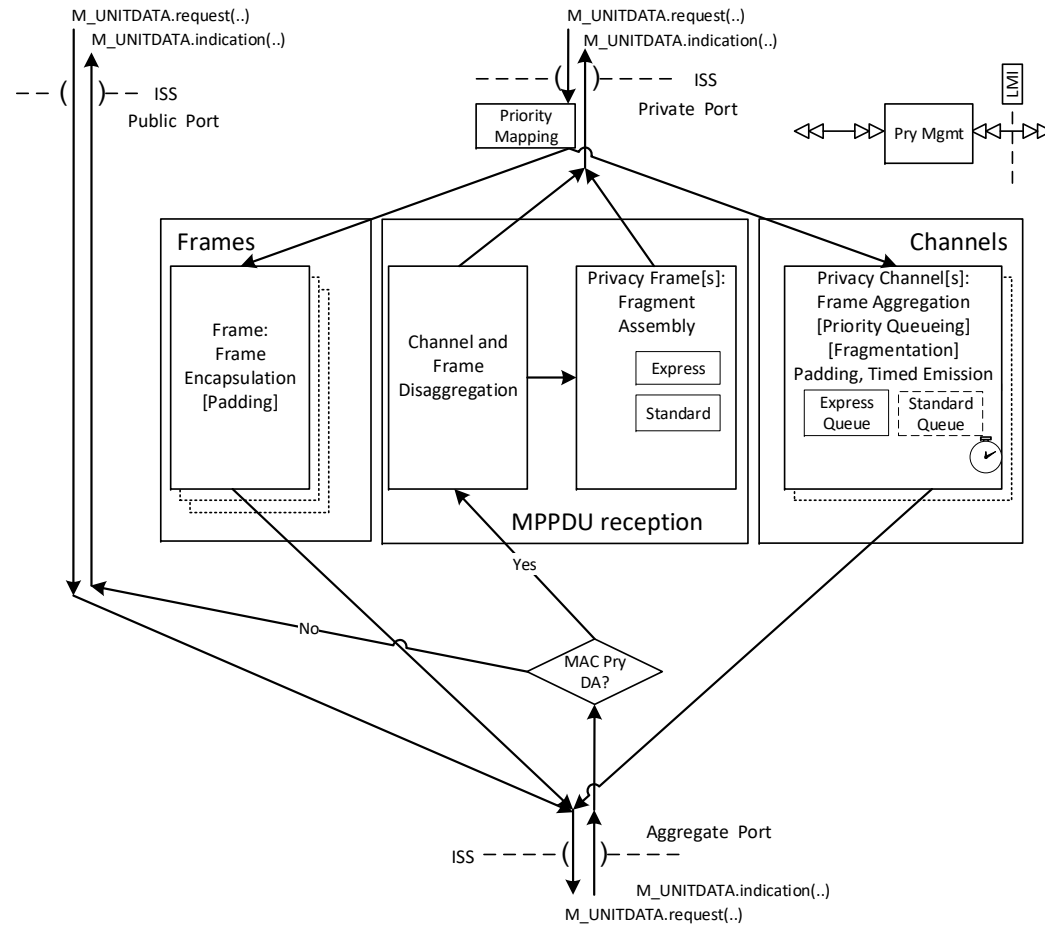 M_UNITDATA.request(..)
M_UNITDATA.indication(..)
ISS
Public Port
M_UNITDATA.request(..)
M_UNITDATA.indication(..)
ISS
Private Port
Priority
Mapping
LMI
Pry Mgmt
Frames
Frame:
Frame
Encapsulation
[Padding]
Channel and
Frame
Disaggregation
Privacy Frame[s]:
Fragment
Assembly
Express
Standard
MPPDU reception
Channels
Privacy Channel[s]:
Frame Aggregation
[Priority Queueing]
[Fragmentation]
Padding, Timed Emission
Express
Queue
Standard
Queue
Yes
No
MAC Pry
DA?
Aggregate Port
ISS
M_UNITDATA.indication(..)
M_UNITDATA.request(..)